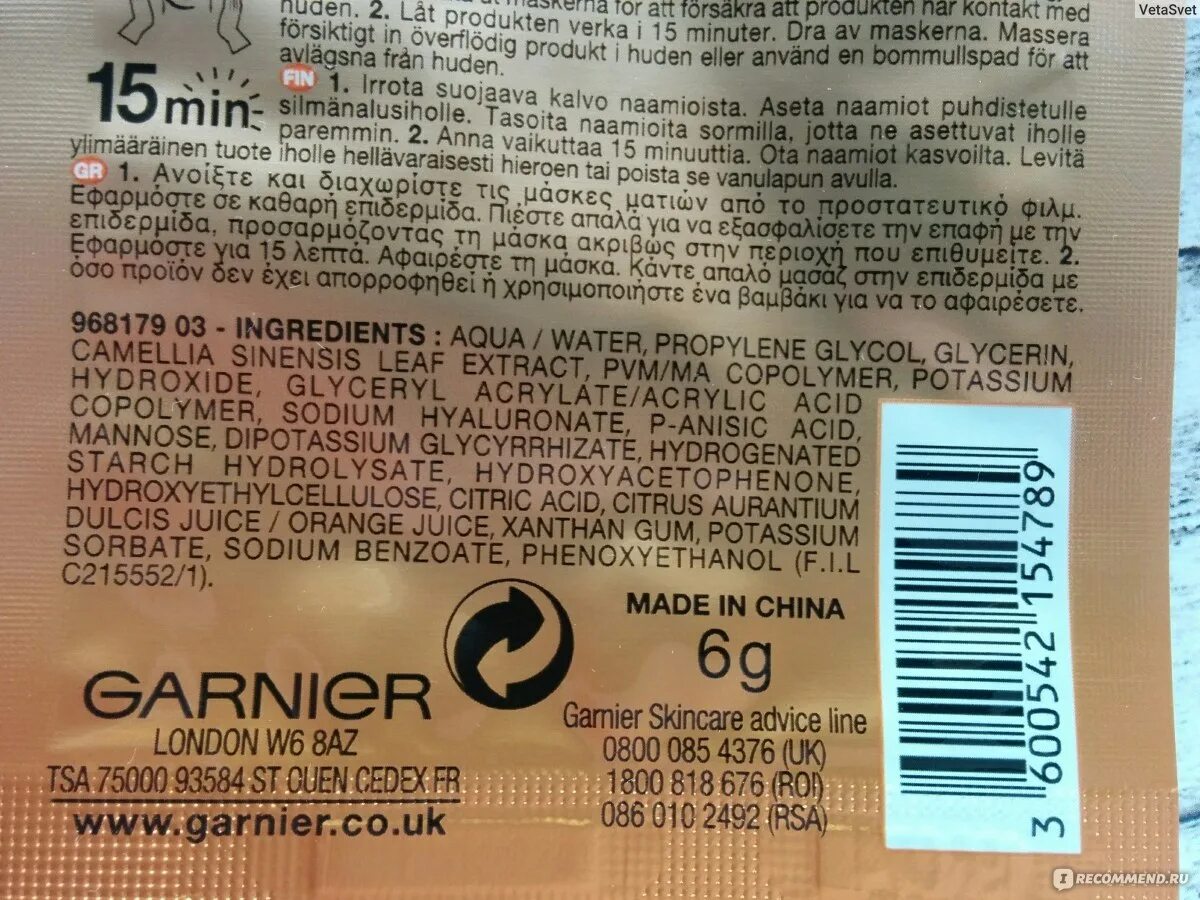 VetaSvet
huden. 2. Låt produkten verka i 15 minuter. Dra av maskerna. Massera
försiktigt in överflödig produkt i huden eller använd en bommullspad för att
avlägsna från huden.
15 min
FIN 1. Irrota suojaava kalvo naamioista. Aseta naamiot puhdistetulle
silmänalusiholle. Tasoita naamioita sormilla, jotta ne asettuvat iholle
paremmin. 2. Anna vaikuttaa 15 minuuttia. Ota naamiot kasvoilta. Levitä
ylimääräinen tuote iholle hellävaraisesti hieroen tai poista se vanulapun avulla.
GR 1. Ανοίξτε και διαχωρίστε τις μάσκες ματιών από το προστατευτικό φιλμ.
Εφαρμόστε σε καθαρή επιδερμίδα. Πιέστε απαλά για να εξασφαλίσετε την επαφή με την
επιδερμίδα, προσαρμόζοντας τη μάσκα ακριβώς στην περιοχή που επιθυμείτε. 2.
Εφαρμόστε για 15 λεπτά. Αφαιρέστε τη μάσκα. Κάντε απαλό μασάζ στην επιδερμίδα με
όσο προϊόν δεν έχει απορροφηθεί ή χρησιμοποιήστε ένα βαμβάκι για να το αφαιρέσετε.
968179 03 - INGREDIENTS : AQUA / WATER, PROPYLENE GLYCOL, GLYCERIN,
CAMELLIA SINENSIS LEAF EXTRACT, PVM/MA COPOLYMER, POTASSIUM
HYDROXIDE, GLYCERYL ACRYLATE/ACRYLIC ACID
COPOLYMER, SODIUM HYALURONATE, P-ANISIC ACID,
MANNOSE, DIPOTASSIUM GLYCYRRHIZATE, HYDROGENATED
STARCH HYDROLYSATE, HYDROXYACETOPHENONE,
HYDROXYETHYLCELLULOSE, CITRIC ACID, CITRUS AURANTIUM
DULCIS JUICE / ORANGE JUICE, XANTHAN GUM, POTASSIUM
SORBATE, SODIUM BENZOATE, PHENOXYETHANOL (F.I.L
C215552/1).
MADE IN CHINA
6g
GARNIER
LONDON W6 8AZ
TSA 75000 93584 ST OUEN CEDEX FR
www.garnier.co.uk
Garnier Skincare advice line
0800 085 4376 (UK)
1800 818 676 (ROI)
086 010 2492 (RSA)
3 600542 154789
IRECOMMEND.RU